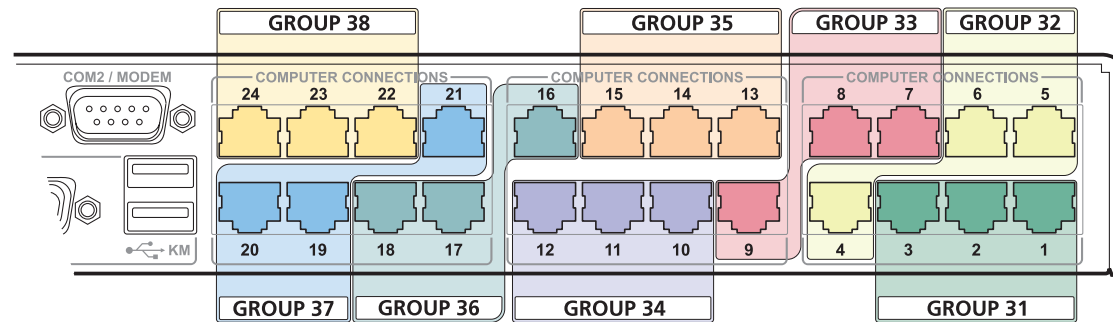 GROUP 38 GROUP 35 GROUP 33 GROUP 32
COM2 / MODEM COMPUTER CONNECTIONS COMPUTER CONNECTIONS COMPUTER CONNECTIONS
24 23 22 21 16 15 14 13 8 7 6 5
20 19 18 17 12 11 10 9 4 3 2 1
KM
GROUP 37 GROUP 36 GROUP 34 GROUP 31